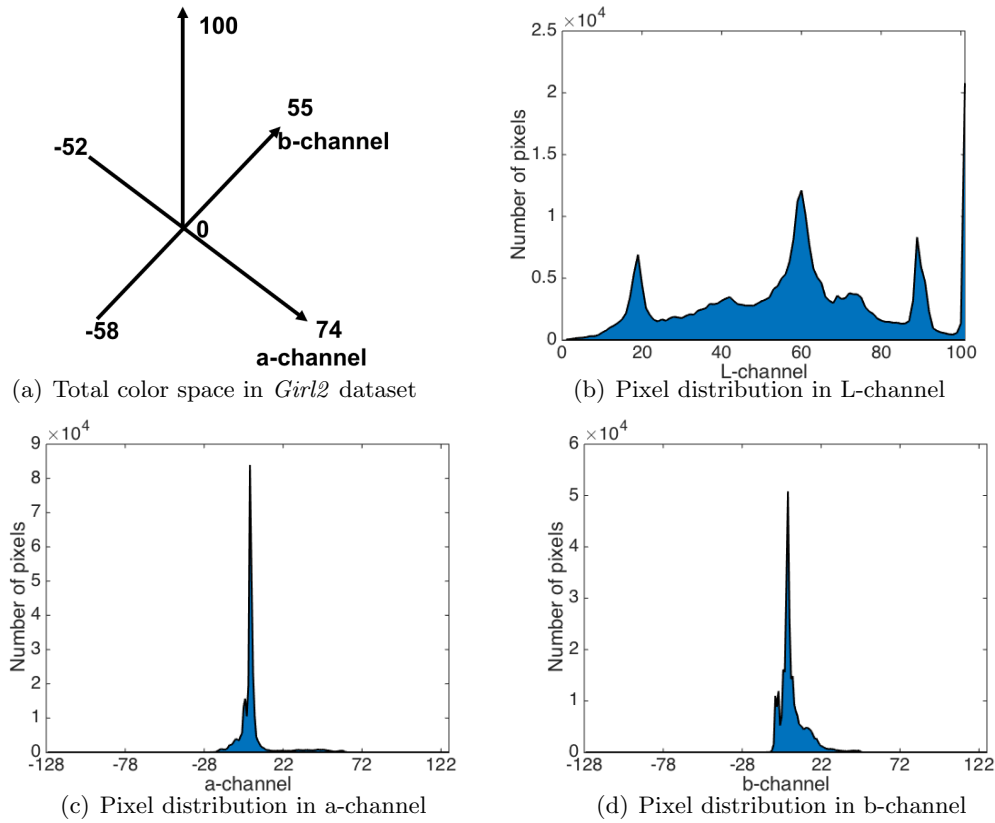 100
55
b-channel
-52
0
-58
74
a-channel
(a) Total color space in Girl2 dataset
×10^4
2.5
2
1.5
1
0.5
0
Number of pixels
0 20 40 60 80 100
L-channel
(b) Pixel distribution in L-channel
×10^4
9
8
7
6
5
4
3
2
1
0
Number of pixels
-128 -78 -28 22 72 122
a-channel
(c) Pixel distribution in a-channel
×10^4
6
5
4
3
2
1
0
Number of pixels
-128 -78 -28 22 72 122
b-channel
(d) Pixel distribution in b-channel